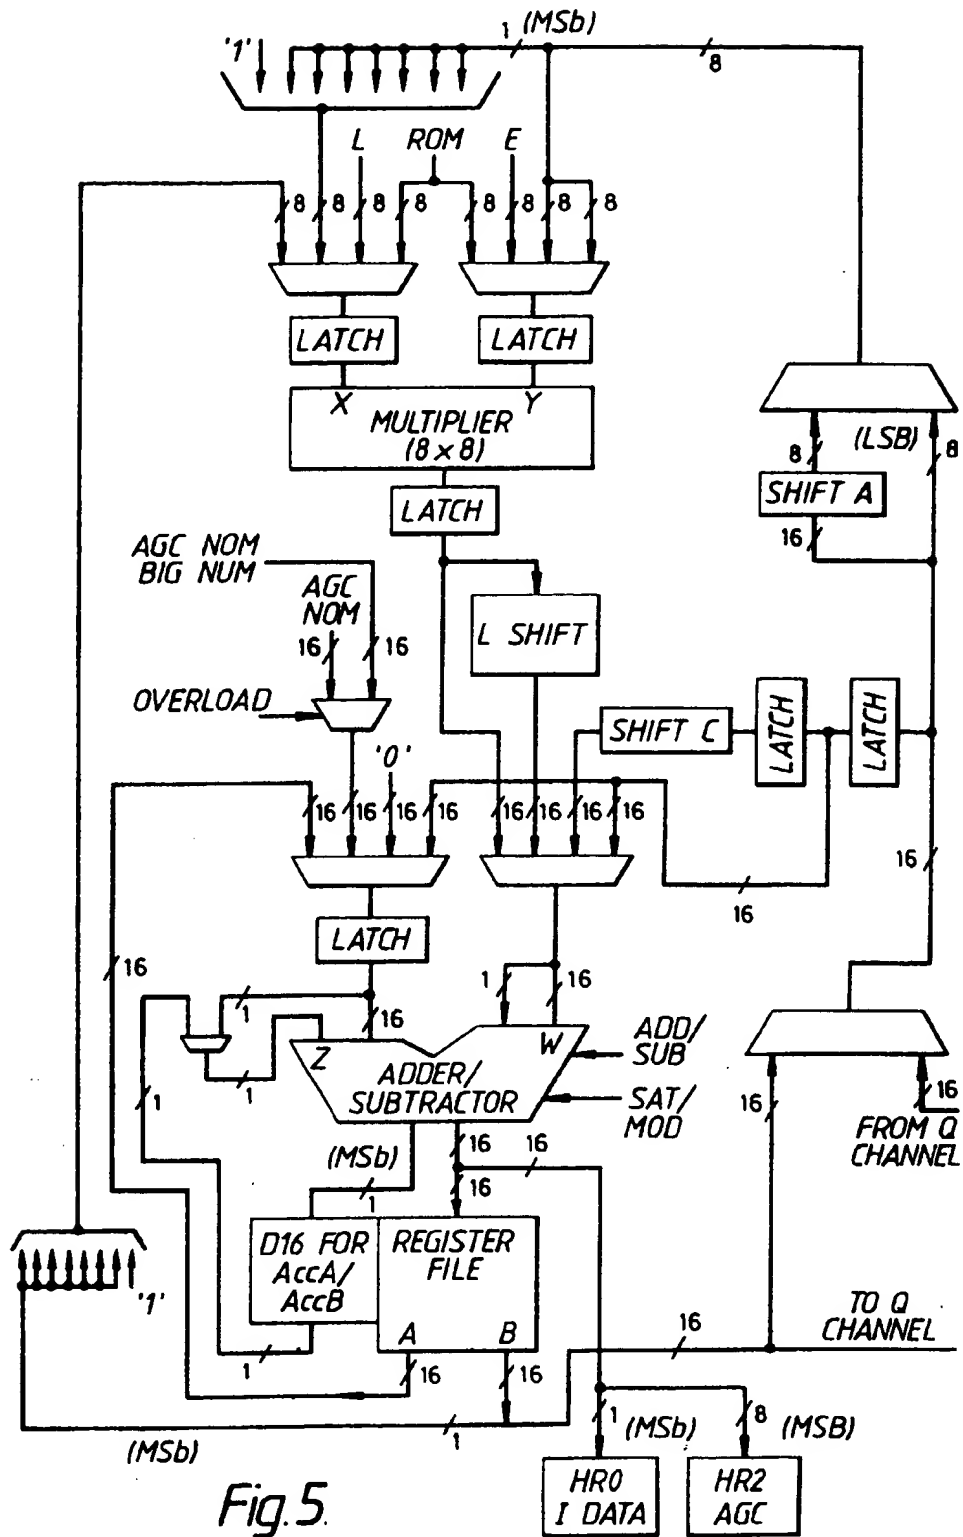 1 (MSb)
'1'
8
L ROM E
8 8 8 8 8 8 8 8
LATCH LATCH
X Y
MULTIPLIER
(8 x 8)
LATCH
(LSB)
8 8
SHIFT A
16
AGC NOM
BIG NUM
AGC
NOM
16 16
L SHIFT
OVERLOAD
SHIFT C
LATCH
LATCH
'0'
16 16 16 16 16 16 16 16
16
16
LATCH
16
1 16
1
16
Z W
ADDER/
SUBTRACTOR
ADD/
SUB
SAT/
MOD
1
1
16
16
FROM Q
CHANNEL
(MSb)
16
16
16
1
D16 FOR
AccA/
AccB
REGISTER
FILE
A B
'1'
TO Q
CHANNEL
16
1
16 16
(MSb)
1
1
(MSb)
8
(MSB)
HR0
I DATA
HR2
AGC
Fig. 5.